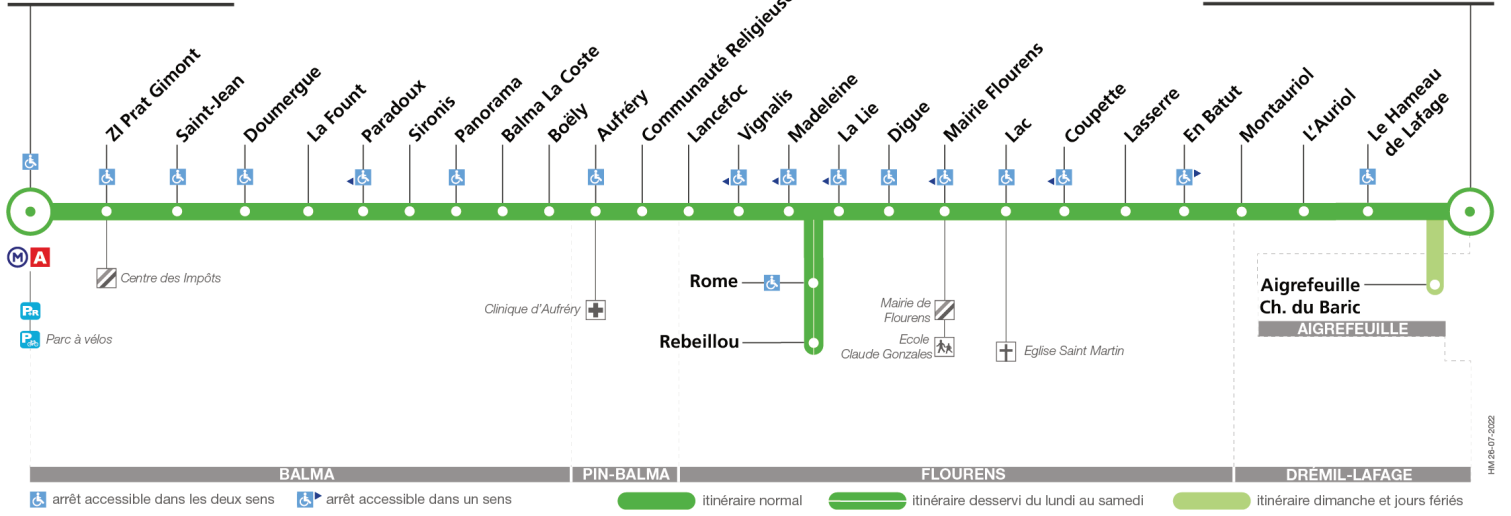 ZI Prat Gimont
Saint-Jean
Doumergue
La Fount
Paradoux
Sironis
Panorama
Balma La Coste
Boëly
Aufréry
Communauté Religieuse
Lancefoc
Vignalis
Madeleine
La Lie
Digue
Mairie Flourens
Lac
Coupette
Lasserre
En Batut
Montauriol
L'Auriol
Le Hameau
de Lafage
M A
Centre des Impôts
P+R
P
Parc à vélos
Clinique d'Aufréry
Rome
Rebeillou
Mairie de
Flourens
Ecole
Claude Gonzales
Eglise Saint Martin
Aigrefeuille
Ch. du Baric
AIGREFEUILLE
HM 26-07-2022
BALMA
PIN-BALMA
FLOURENS
DRÉMIL-LAFAGE
arrêt accessible dans les deux sens
arrêt accessible dans un sens
itinéraire normal
itinéraire desservi du lundi au samedi
itinéraire dimanche et jours fériés